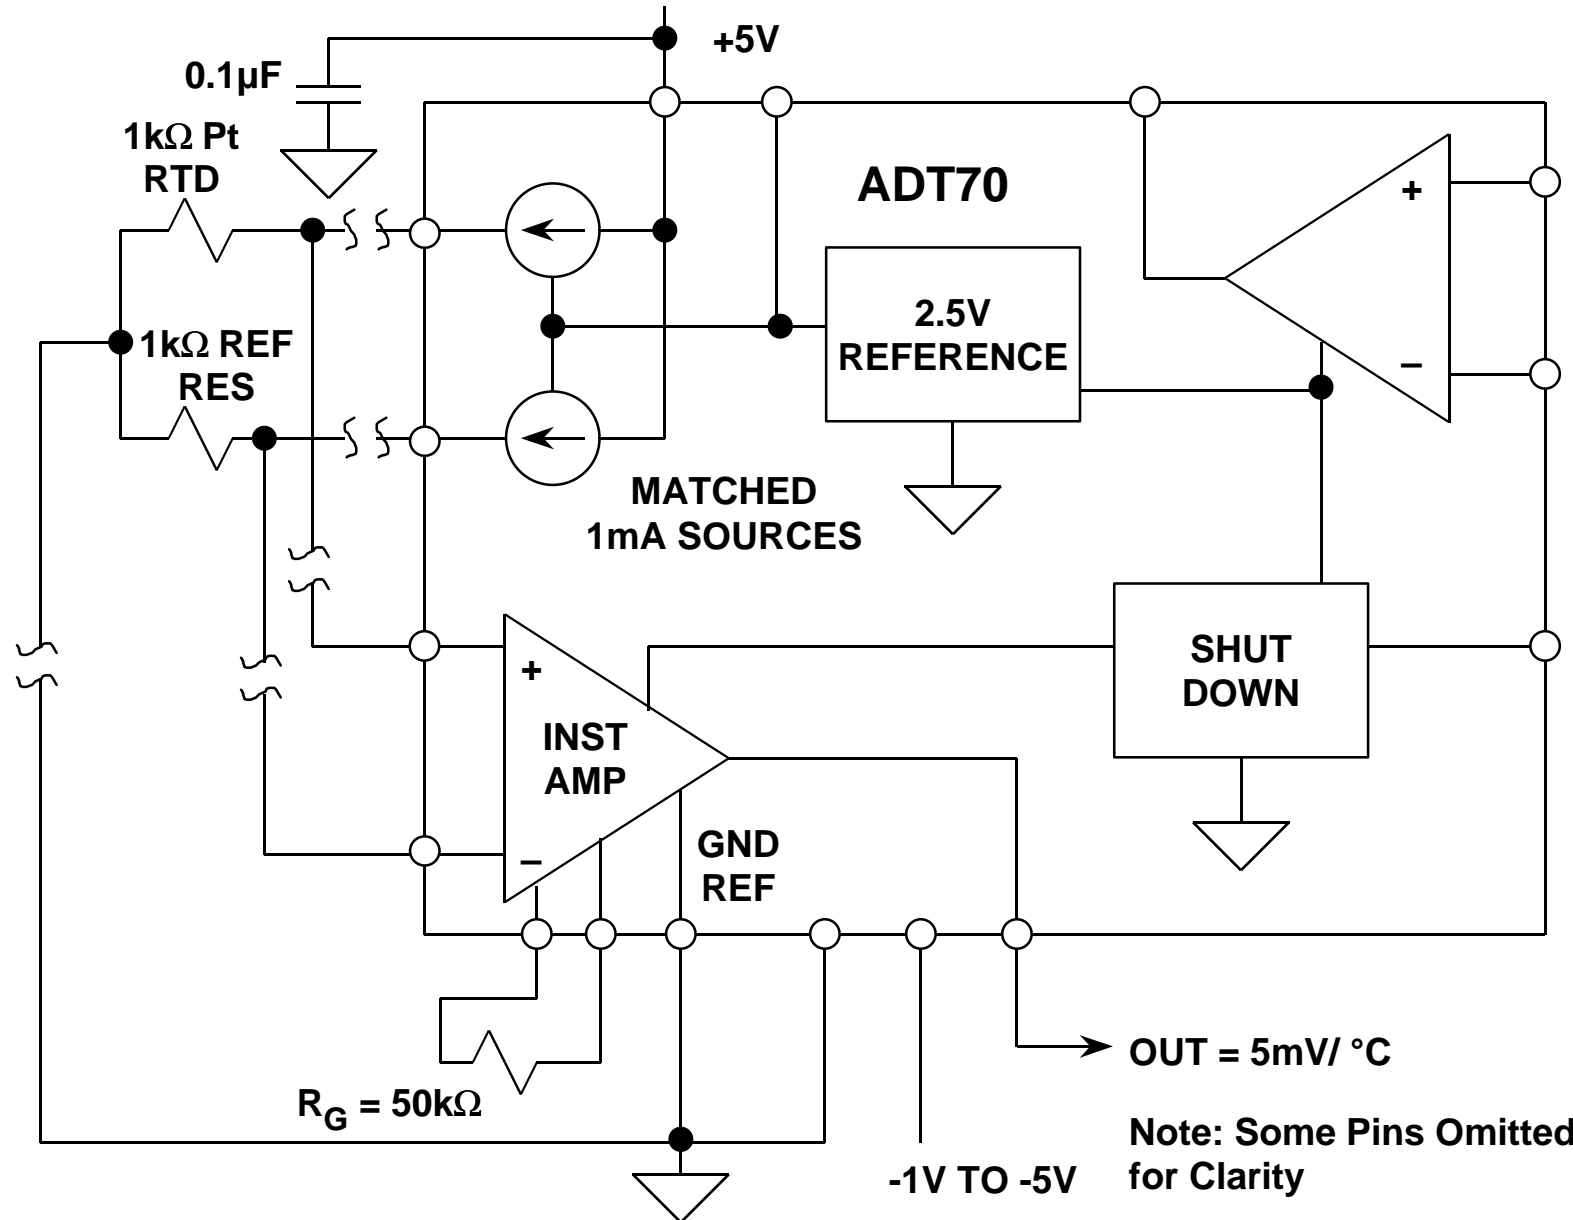 +5V
0.1µF
1kΩ Pt
RTD
ADT70
+
2.5V
REFERENCE
1kΩ REF
RES
–
MATCHED
1mA SOURCES
SHUT
DOWN
+
INST
AMP
–
GND
REF
OUT = 5mV/ °C
RG = 50kΩ
Note: Some Pins Omitted
for Clarity
-1V TO -5V